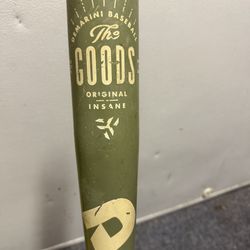 DEMARINI BASEBALL
The
GOODS
ORIGINAL
INSANE
D